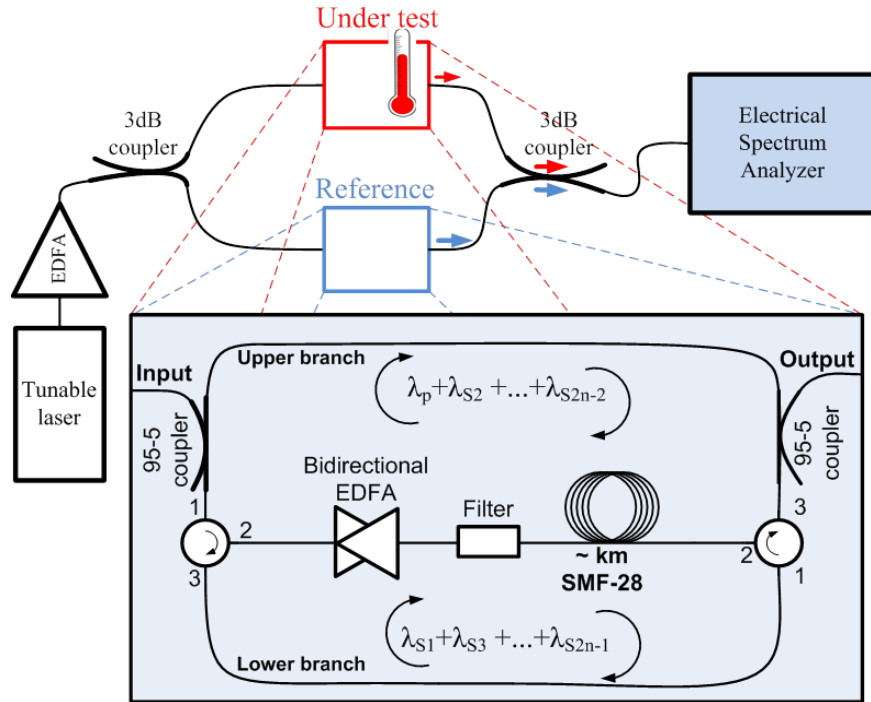 Under test
3dB
coupler
3dB
coupler
Electrical
Spectrum
Analyzer
Reference
EDFA
Tunable
laser
Input
Upper branch
Output
λp+λS2 +...+λS2n-2
95-5
coupler
95-5
coupler
Bidirectional
EDFA
Filter
1
2
3
~ km
SMF-28
3
2
1
λS1+λS3 +...+λS2n-1
Lower branch